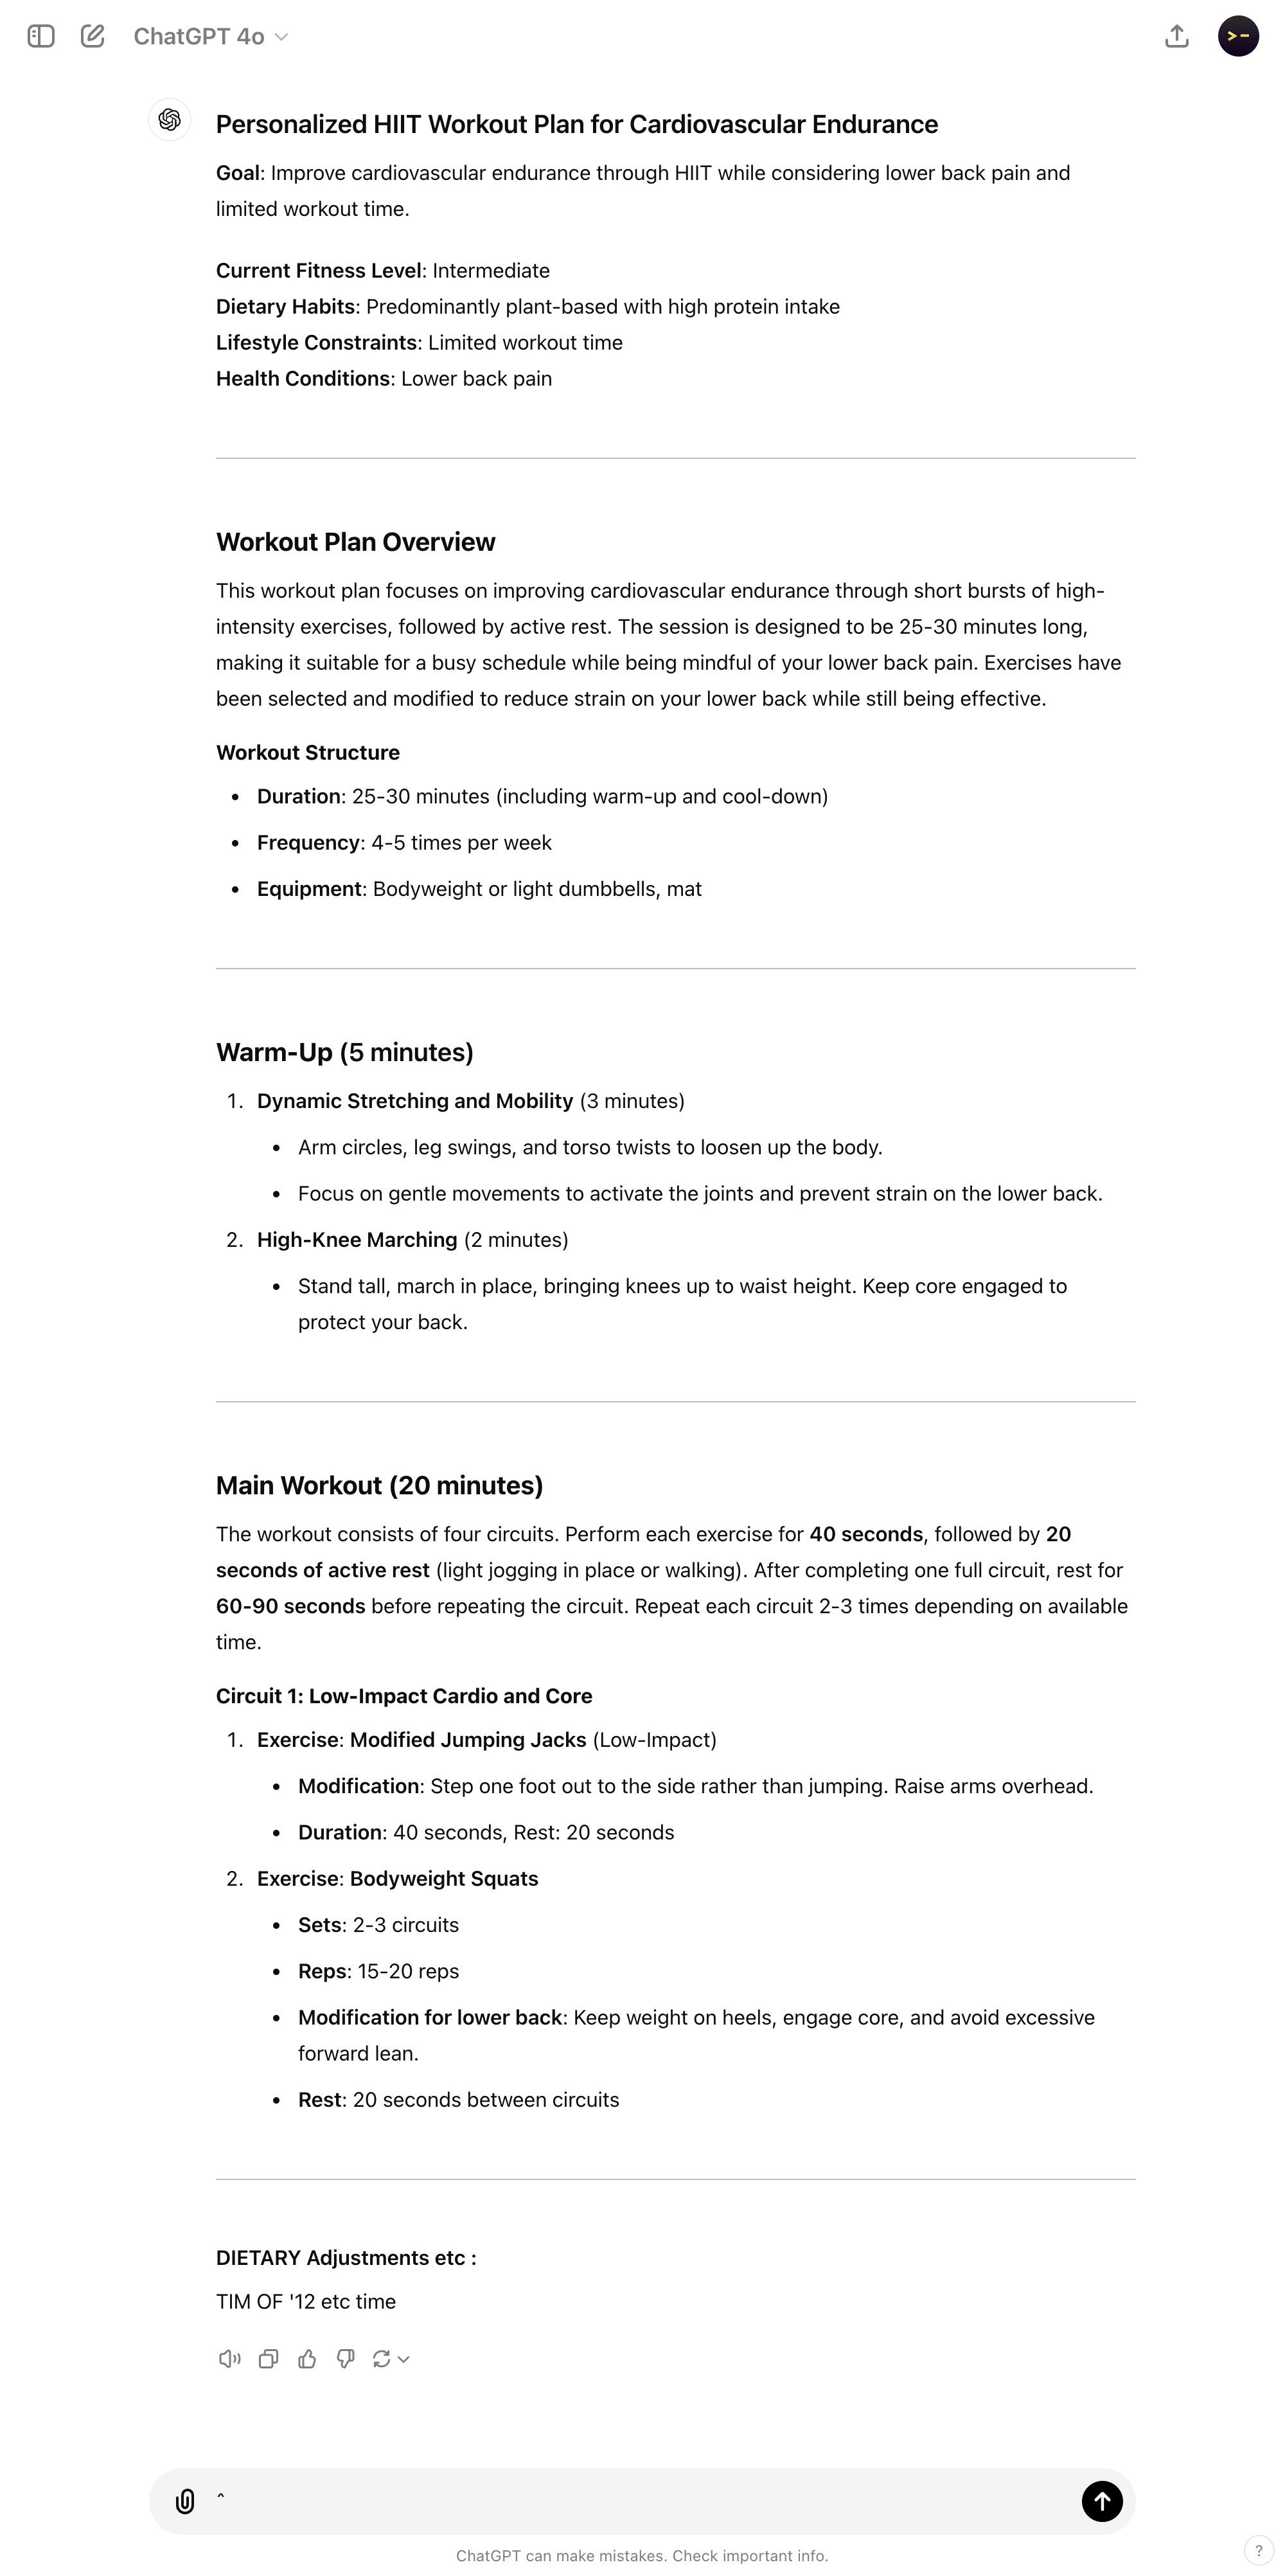 ChatGPT 4o
>-
Personalized HIIT Workout Plan for Cardiovascular Endurance
Goal: Improve cardiovascular endurance through HIIT while considering lower back pain and
limited workout time.
Current Fitness Level: Intermediate
Dietary Habits: Predominantly plant-based with high protein intake
Lifestyle Constraints: Limited workout time
Health Conditions: Lower back pain
Workout Plan Overview
This workout plan focuses on improving cardiovascular endurance through short bursts of high-
intensity exercises, followed by active rest. The session is designed to be 25-30 minutes long,
making it suitable for a busy schedule while being mindful of your lower back pain. Exercises have
been selected and modified to reduce strain on your lower back while still being effective.
Workout Structure
• Duration: 25-30 minutes (including warm-up and cool-down)
• Frequency: 4-5 times per week
• Equipment: Bodyweight or light dumbbells, mat
Warm-Up (5 minutes)
1. Dynamic Stretching and Mobility (3 minutes)
• Arm circles, leg swings, and torso twists to loosen up the body.
• Focus on gentle movements to activate the joints and prevent strain on the lower back.
2. High-Knee Marching (2 minutes)
• Stand tall, march in place, bringing knees up to waist height. Keep core engaged to
protect your back.
Main Workout (20 minutes)
The workout consists of four circuits. Perform each exercise for 40 seconds, followed by 20
seconds of active rest (light jogging in place or walking). After completing one full circuit, rest for
60-90 seconds before repeating the circuit. Repeat each circuit 2-3 times depending on available
time.
Circuit 1: Low-Impact Cardio and Core
1. Exercise: Modified Jumping Jacks (Low-Impact)
• Modification: Step one foot out to the side rather than jumping. Raise arms overhead.
• Duration: 40 seconds, Rest: 20 seconds
2. Exercise: Bodyweight Squats
• Sets: 2-3 circuits
• Reps: 15-20 reps
• Modification for lower back: Keep weight on heels, engage core, and avoid excessive
forward lean.
• Rest: 20 seconds between circuits
DIETARY Adjustments etc :
TIM OF '12 etc time
^
ChatGPT can make mistakes. Check important info.
?